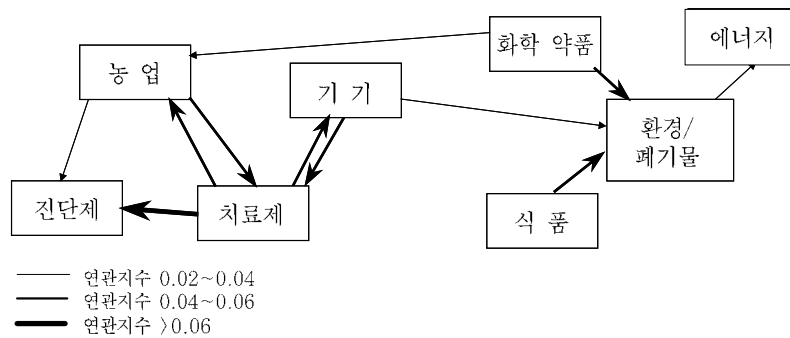 에너지
화학 약품
농 업
기 기
환경/
폐기물
진단제
치료제
식 품
연관지수 0.02~0.04
연관지수 0.04~0.06
연관지수 >0.06